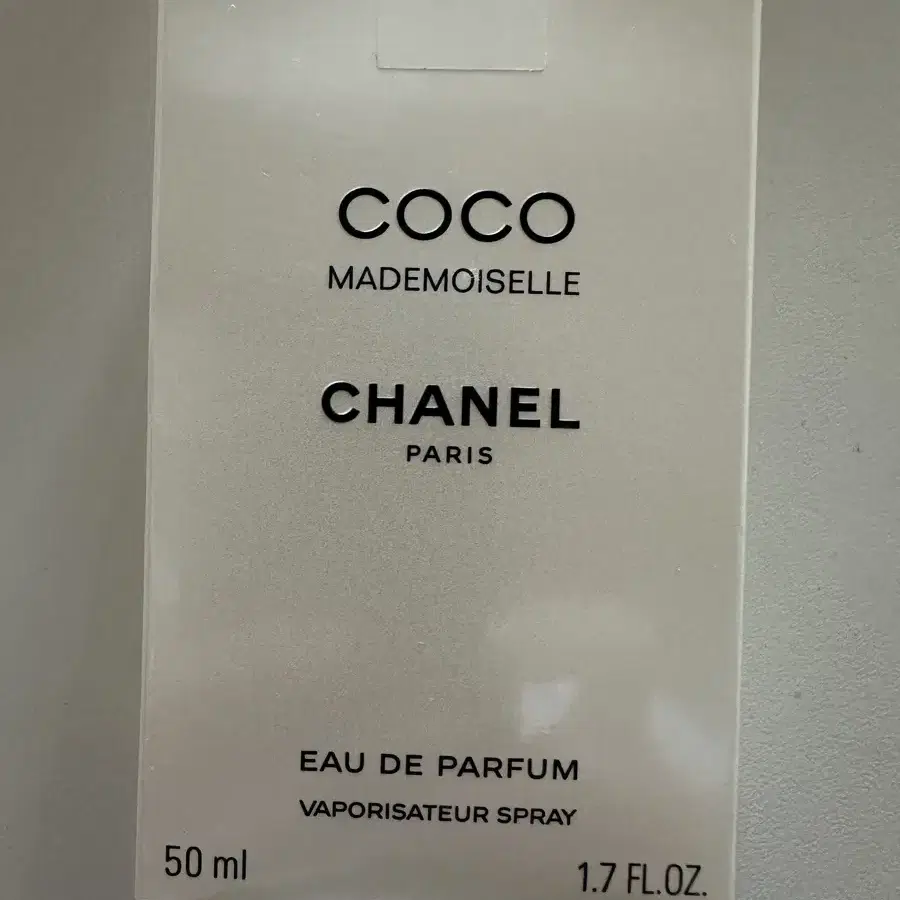 COCO
MADEMOISELLE
CHANEL
PARIS
EAU DE PARFUM
VAPORISATEUR SPRAY
50 ml
1.7 FL.OZ.